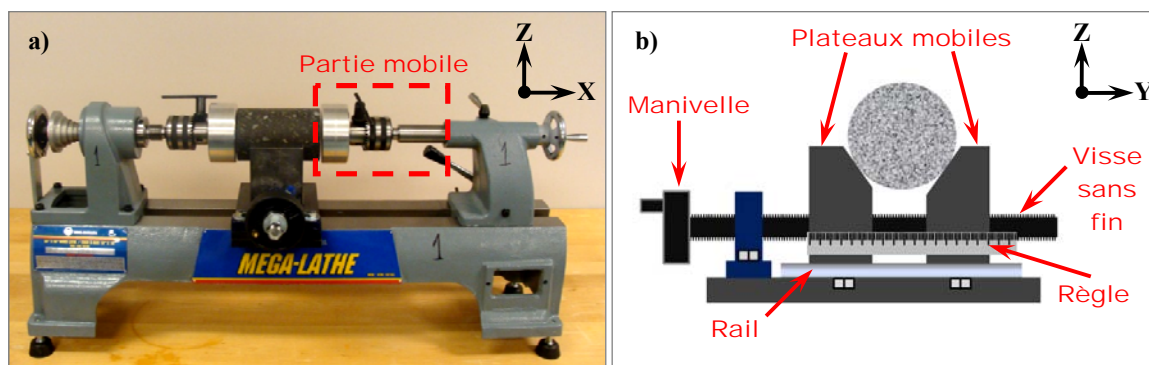 a)
Z
X
Partie mobile
1
1
1
MEGA-LATHE
b)
Plateaux mobiles
Z
Y
Manivelle
Visse
sans
fin
Règle
Rail